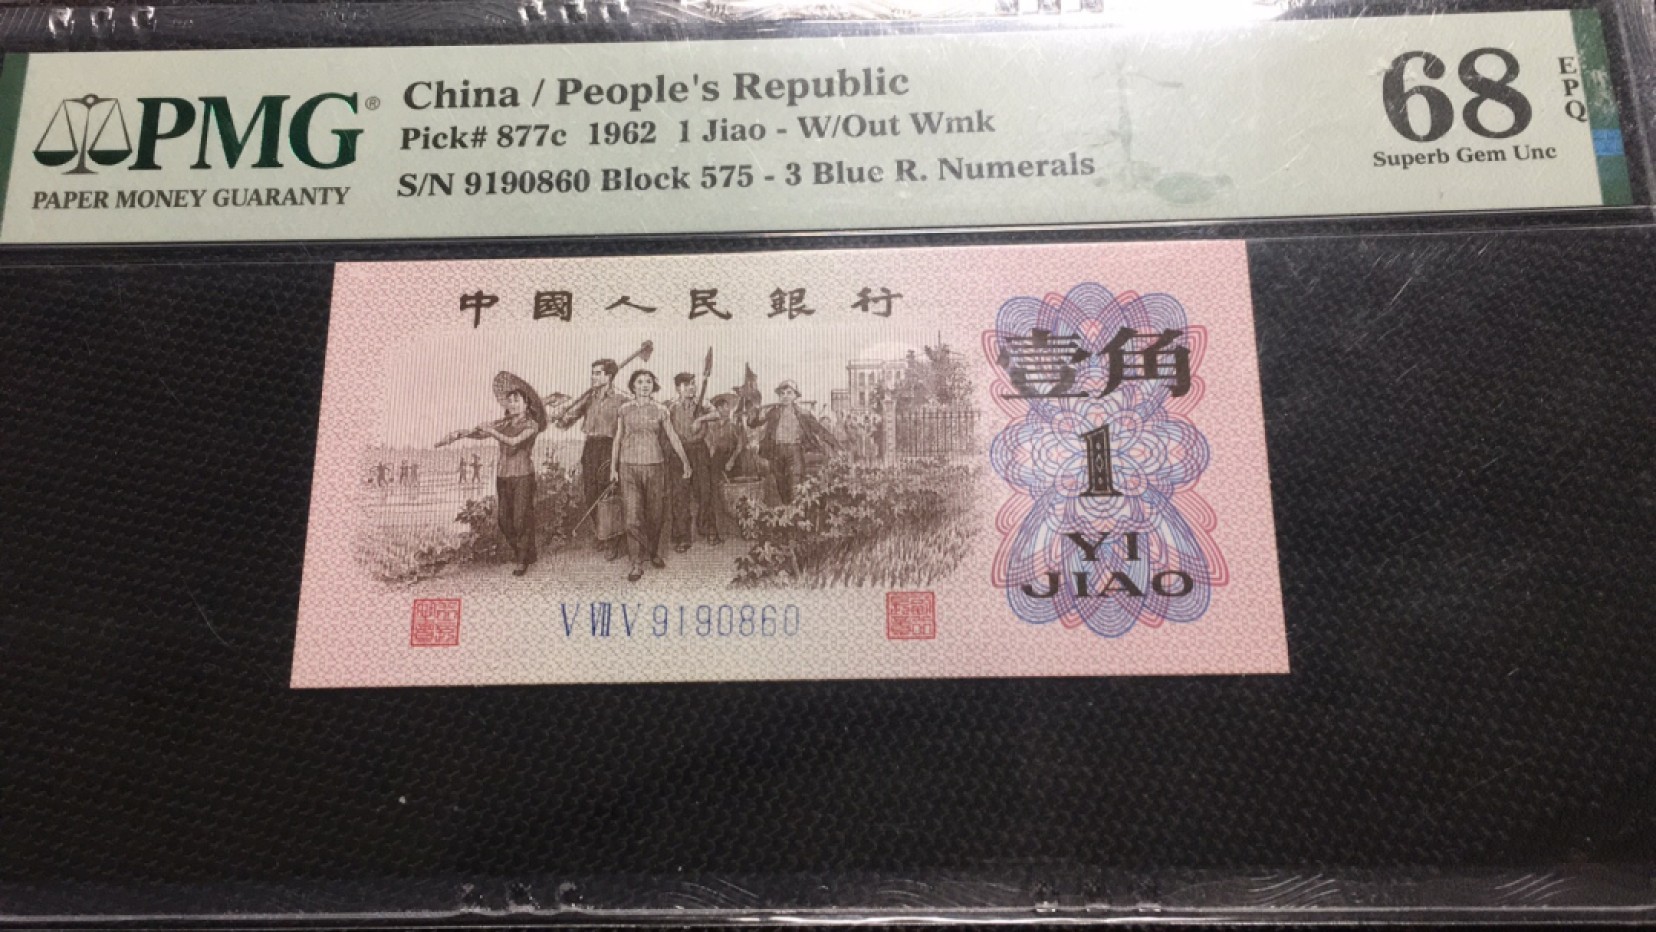 PMG®
PAPER MONEY GUARANTY
China / People's Republic
Pick# 877c 1962 1 Jiao - W/Out Wmk
S/N 9190860 Block 575 - 3 Blue R. Numerals
68
EPQ
Superb Gem Unc
中國人民銀行
壹角
1
YI
JIAO
V VII V 9190860